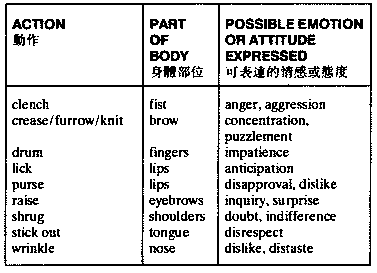 ACTION PART POSSIBLE EMOTION
動作 OF OR ATTITUDE
BODY EXPRESSED
身體部位 可表達的情感或態度
clench fist anger, aggression
crease/furrow/knit brow concentration,
puzzlement
drum fingers impatience
lick lips anticipation
purse lips disapproval, dislike
raise eyebrows inquiry, surprise
shrug shoulders doubt, indifference
stick out tongue disrespect
wrinkle nose dislike, distaste